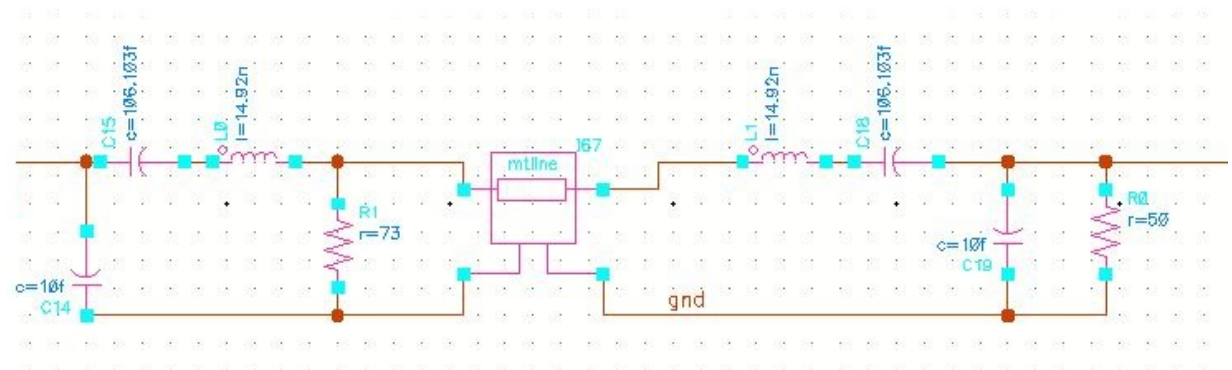 C15
c=106.103f
L0
l=14.92n
R1
r=73
c=10f
C14
mtline
I67
gnd
L1
l=14.92n
C18
c=106.103f
c=10f
C19
R0
r=50